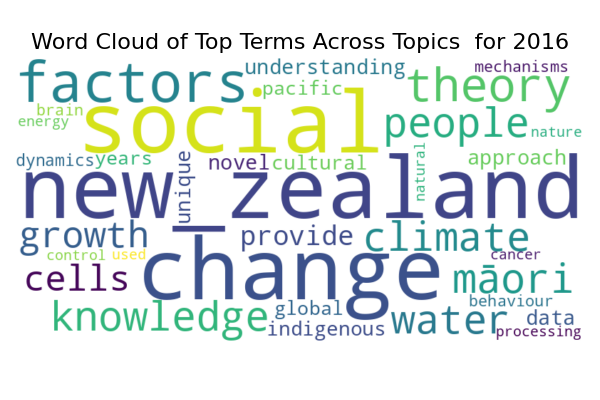 Word Cloud of Top Terms Across Topics  for 2016
factors
understanding
mechanisms
pacific
theory
brain
energy
social
people
nature
dynamics
years
novel
cultural
natural
approach
unique
new_zealand
growth
provide
climate
control
used
change
cancer
cells
māori
behaviour
knowledge
global
indigenous
water
data
processing